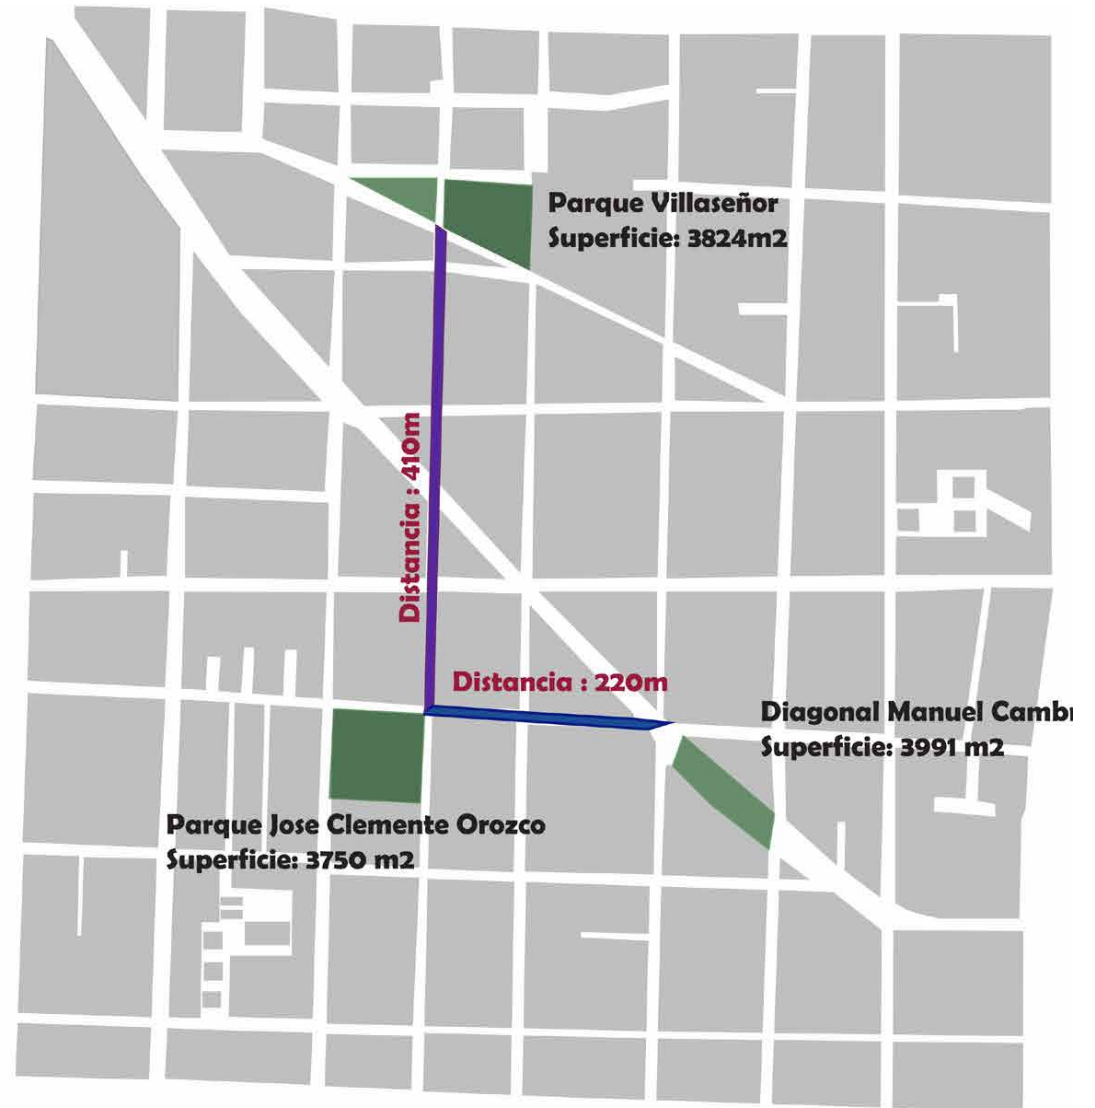 Parque Villaseñor
Superficie: 3824m2
Distancia : 410m
Distancia : 220m
Diagonal Manuel Camb
Superficie: 3991 m2
Parque Jose Clemente Orozco
Superficie: 3750 m2